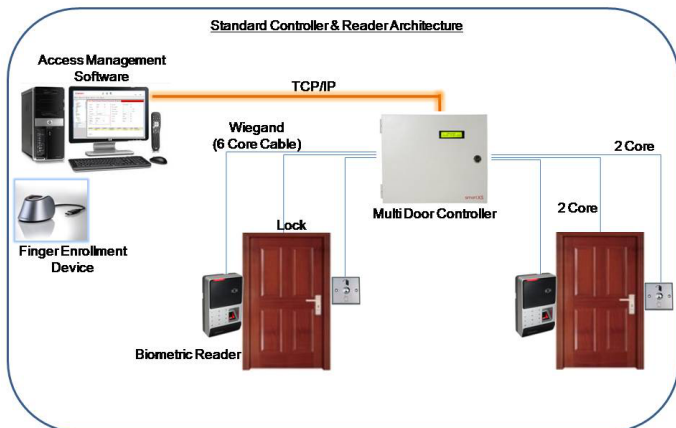 Standard Controller & Reader Architecture
Access Management
Software
TCP/IP
Wiegand
(6 Core Cable)
2 Core
Multi Door Controller
2 Core
Lock
Finger Enrollment
Device
Biometric Reader